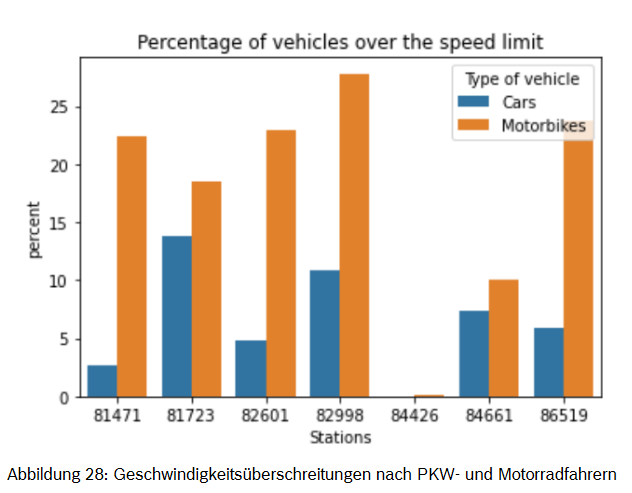 Percentage of vehicles over the speed limit
Type of vehicle
Cars
Motorbikes
25
20
15
10
5
0
percent
81471 81723 82601 82998 84426 84661 86519
Stations
Abbildung 28: Geschwindigkeitsüberschreitungen nach PKW- und Motorradfahrern